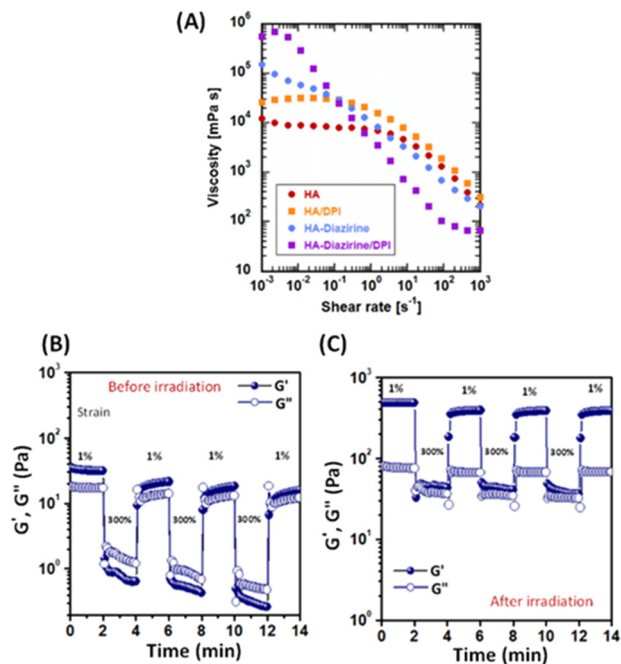 (A)
10^6
10^5
10^4
10^3
10^2
10
Viscosity [mPa s]
HA
HA/DPI
HA-Diazirine
HA-Diazirine/DPI
10^-3 10^-2 10^-1 10^0 10^1 10^2 10^3
Shear rate [s^-1]
(B)
Before irradiation
G'
G"
Strain
1% 1% 1% 1%
300% 300% 300%
10^3
10^2
10^1
10^0
G', G" (Pa)
0 2 4 6 8 10 12 14
Time (min)
(C)
1% 1% 1% 1%
300% 300% 300%
10^3
10^2
10^1
10^0
G', G" (Pa)
G'
G"
After irradiation
0 2 4 6 8 10 12 14
Time (min)